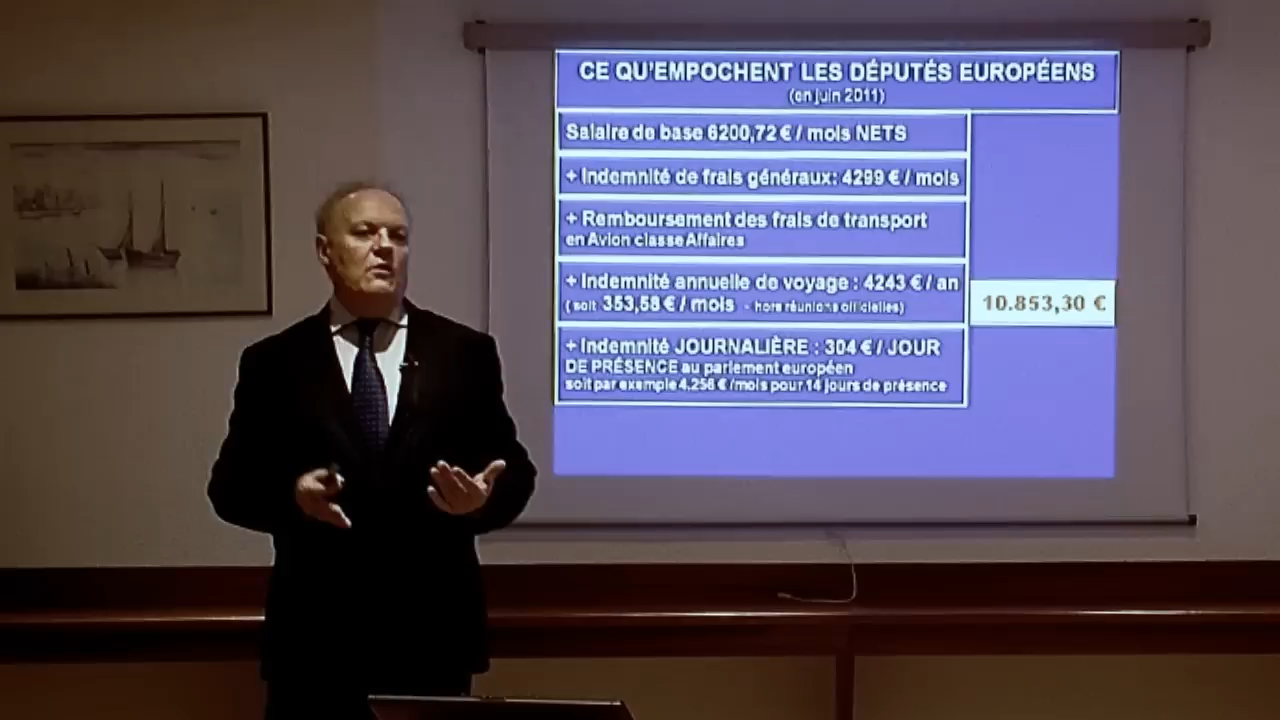 CE QU'EMPOCHENT LES DÉPUTÉS EUROPÉENS
(en juin 2011)
Salaire de base 6200,72 € / mois NETS
+ Indemnité de frais généraux: 4299 € / mois
+ Remboursement des frais de transport
en Avion classe Affaires
+ Indemnité annuelle de voyage : 4243 € / an
( soit 353,58 € / mois - hors réunions officielles)
10.853,30 €
+ Indemnité JOURNALIÈRE : 304 € / JOUR
DE PRÉSENCE au parlement européen
soit par exemple 4.256 € /mois pour 14 jours de présence